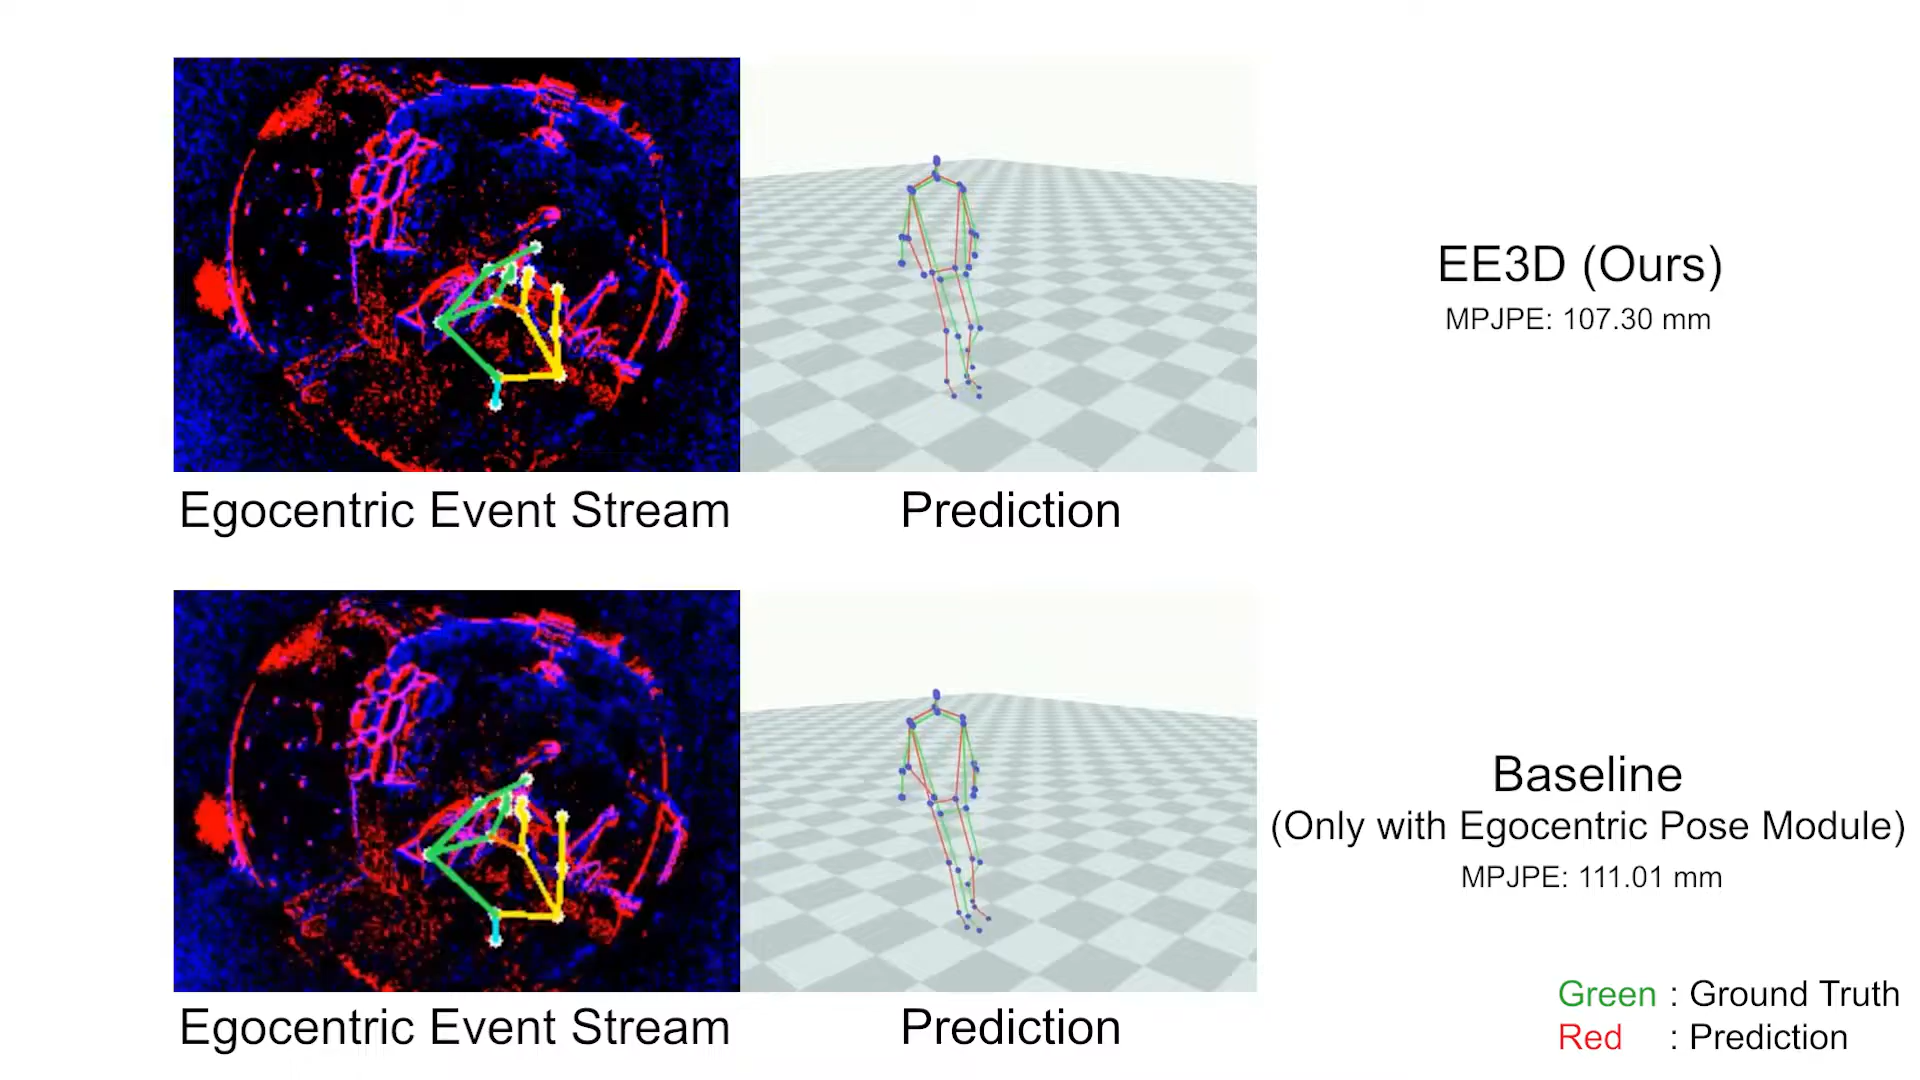 EE3D (Ours)
MPJPE: 107.30 mm
Egocentric Event Stream
Prediction
Baseline
(Only with Egocentric Pose Module)
MPJPE: 111.01 mm
Egocentric Event Stream
Prediction
Green : Ground Truth
Red : Prediction